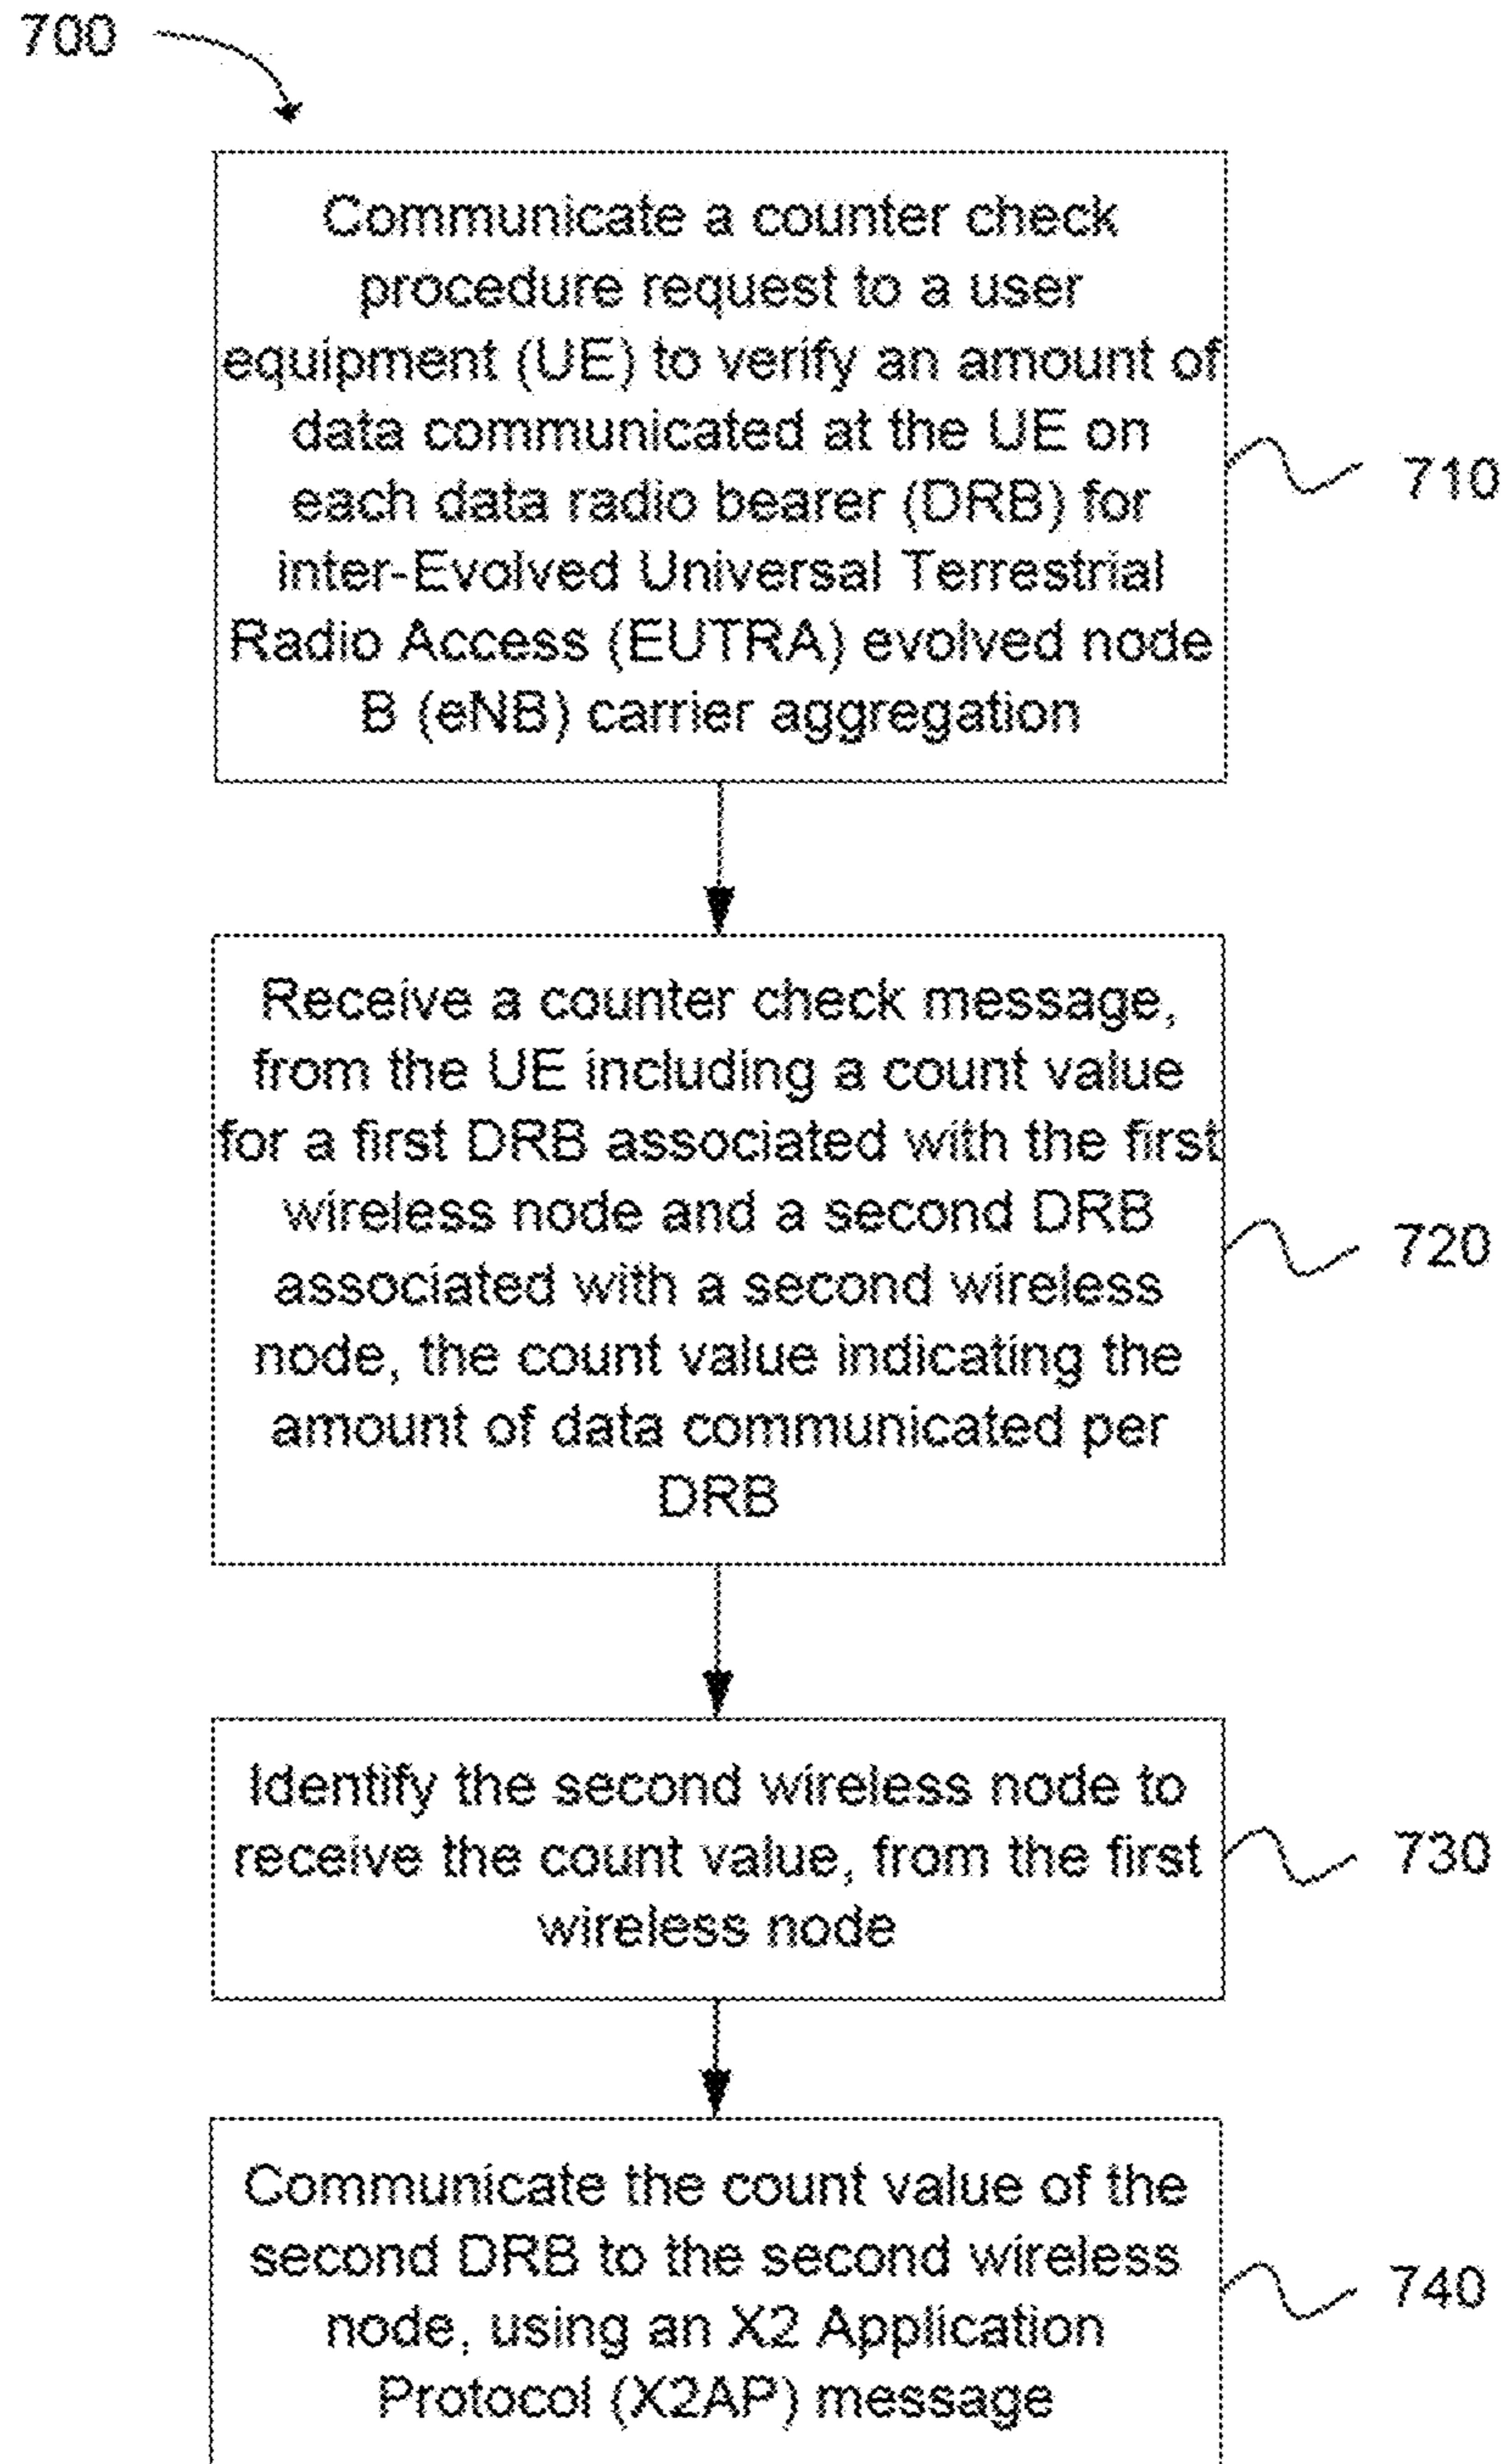 700
Communicate a counter check
procedure request to a user
equipment (UE) to verify an amount of
data communicated at the UE on
each data radio bearer (DRB) for
inter-Evolved Universal Terrestrial
Radio Access (EUTRA) evolved node
B (eNB) carrier aggregation
710
Receive a counter check message,
from the UE including a count value
for a first DRB associated with the first
wireless node and a second DRB
associated with a second wireless
node, the count value indicating the
amount of data communicated per
DRB
720
Identify the second wireless node to
receive the count value, from the first
wireless node
730
Communicate the count value of the
second DRB to the second wireless
node, using an X2 Application
Protocol (X2AP) message
740